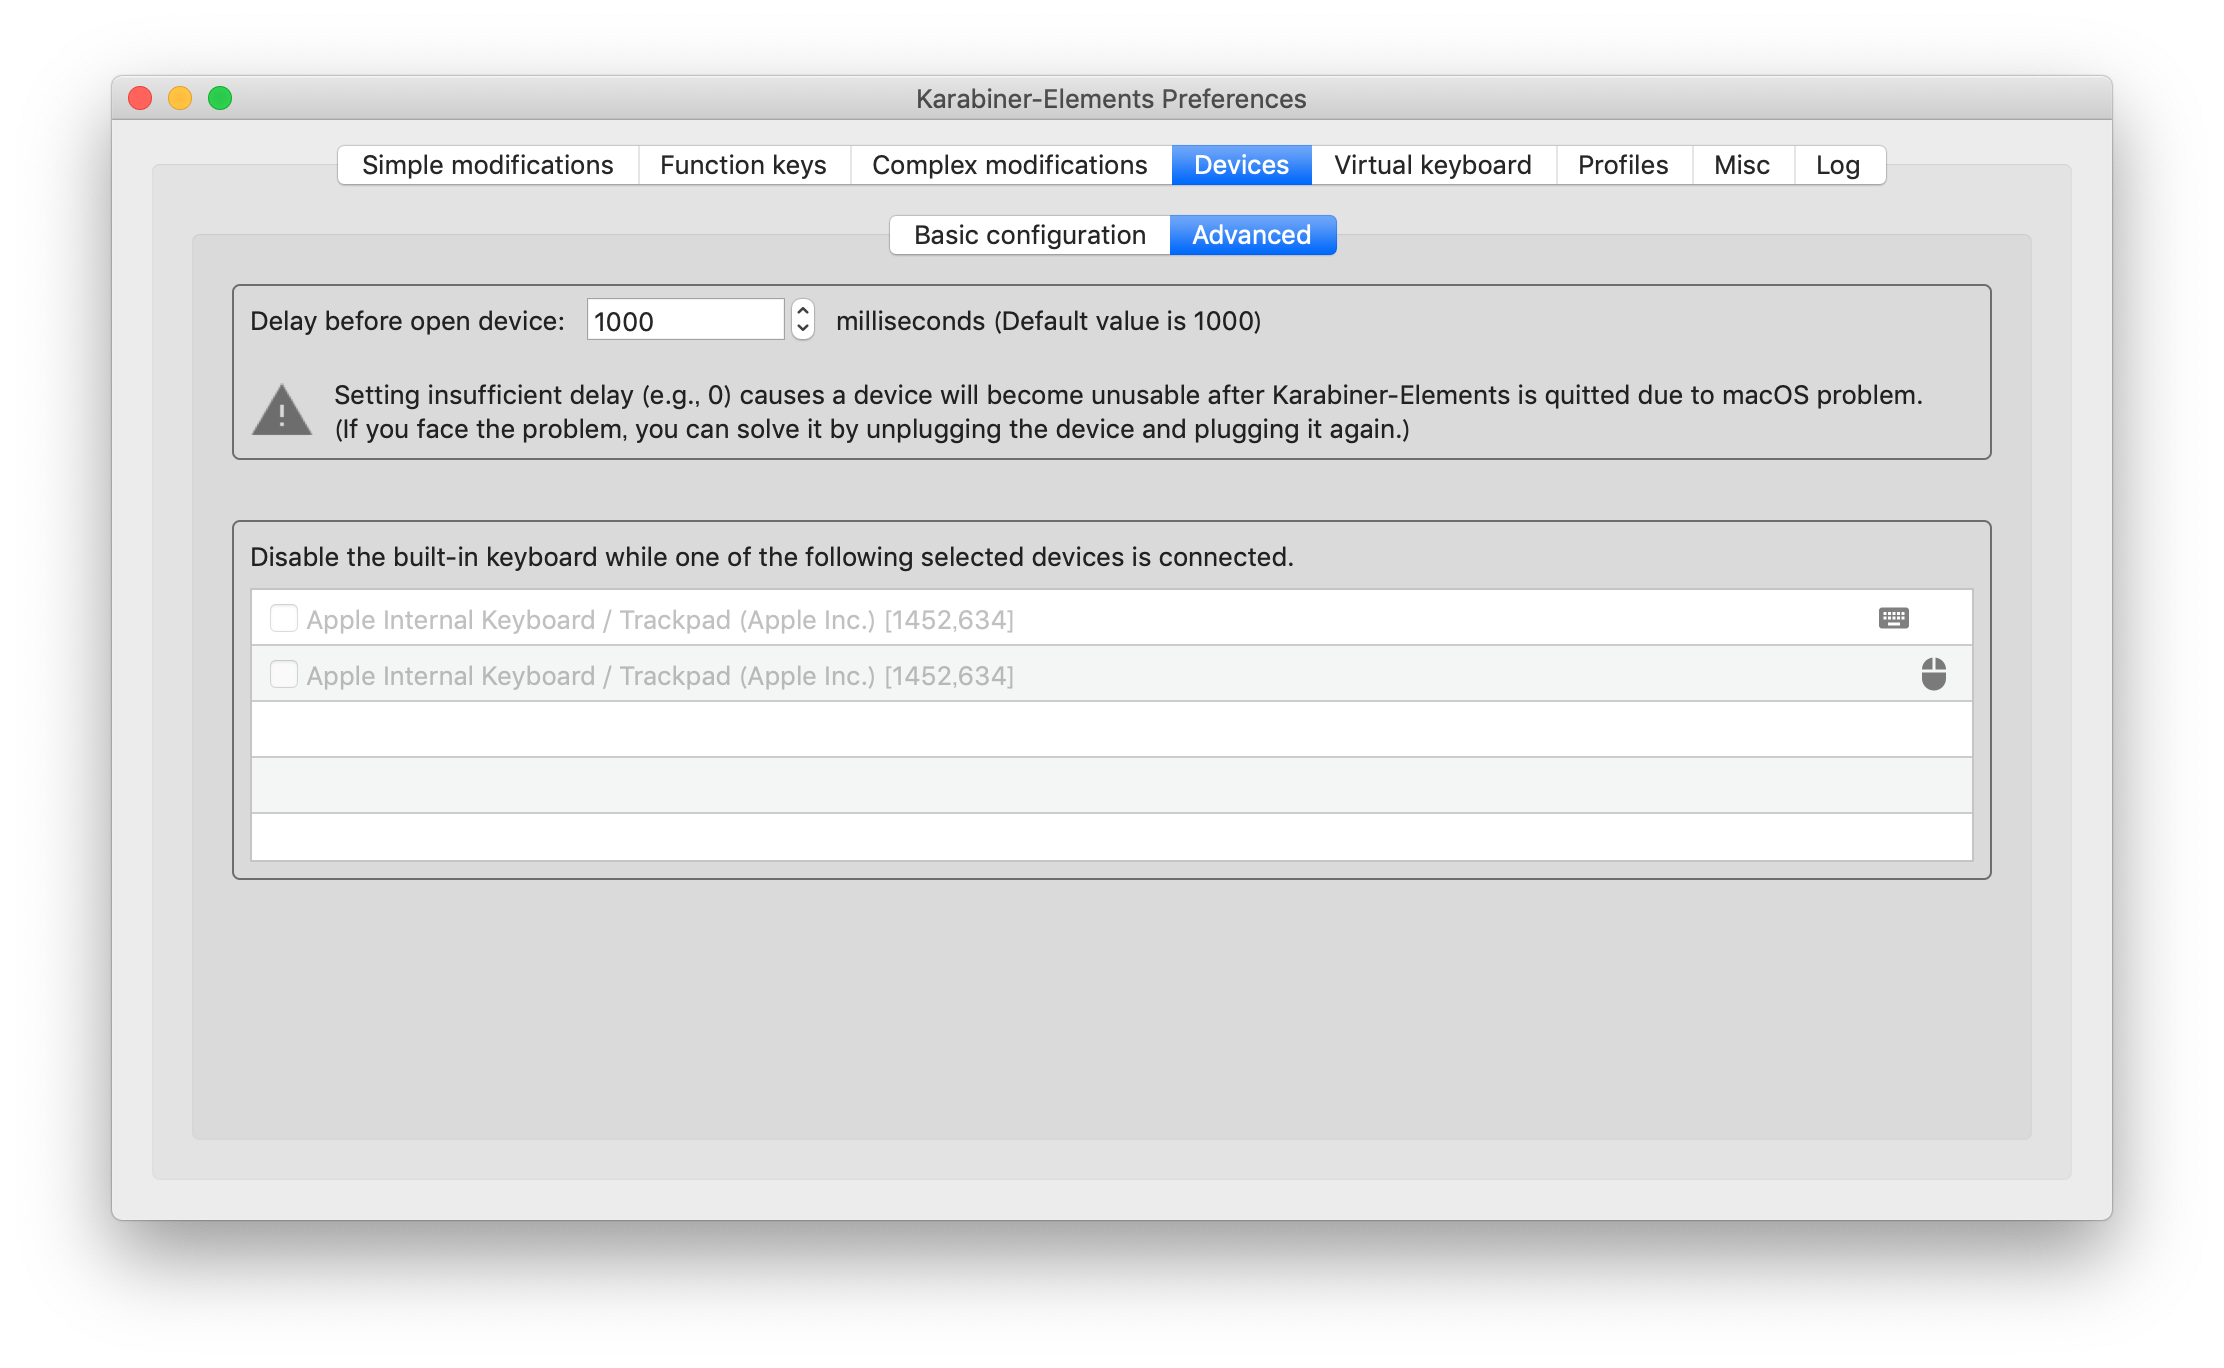 Karabiner-Elements Preferences
Simple modifications Function keys Complex modifications Devices Virtual keyboard Profiles Misc Log
Basic configuration Advanced
Delay before open device: 1000 milliseconds (Default value is 1000)
Setting insufficient delay (e.g., 0) causes a device will become unusable after Karabiner-Elements is quitted due to macOS problem.
(If you face the problem, you can solve it by unplugging the device and plugging it again.)
Disable the built-in keyboard while one of the following selected devices is connected.
Apple Internal Keyboard / Trackpad (Apple Inc.) [1452,634]
Apple Internal Keyboard / Trackpad (Apple Inc.) [1452,634]